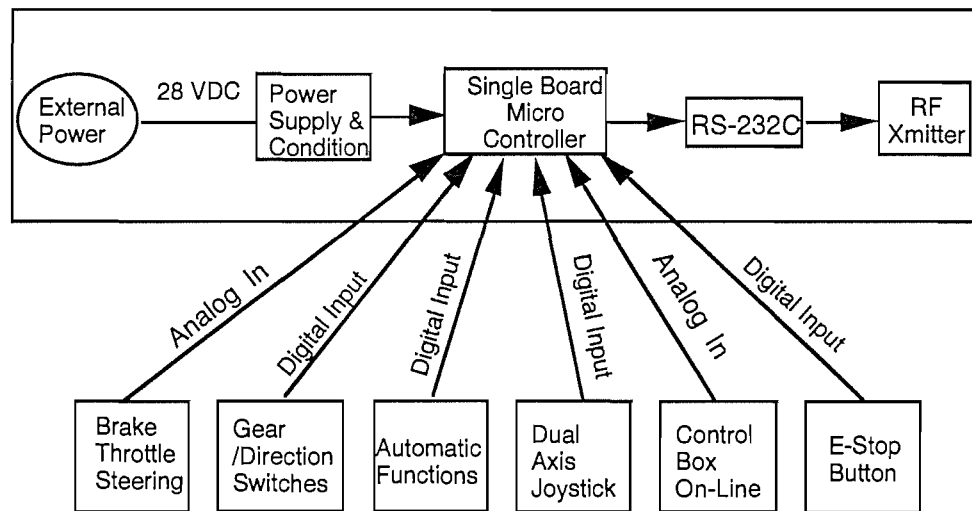 External
Power
28 VDC
Power
Supply &
Condition
Single Board
Micro
Controller
RS-232C
RF
Xmitter
Analog In
Digital Input
Digital Input
Digital Input
Analog In
Digital Input
Brake
Throttle
Steering
Gear
/Direction
Switches
Automatic
Functions
Dual
Axis
Joystick
Control
Box
On-Line
E-Stop
Button